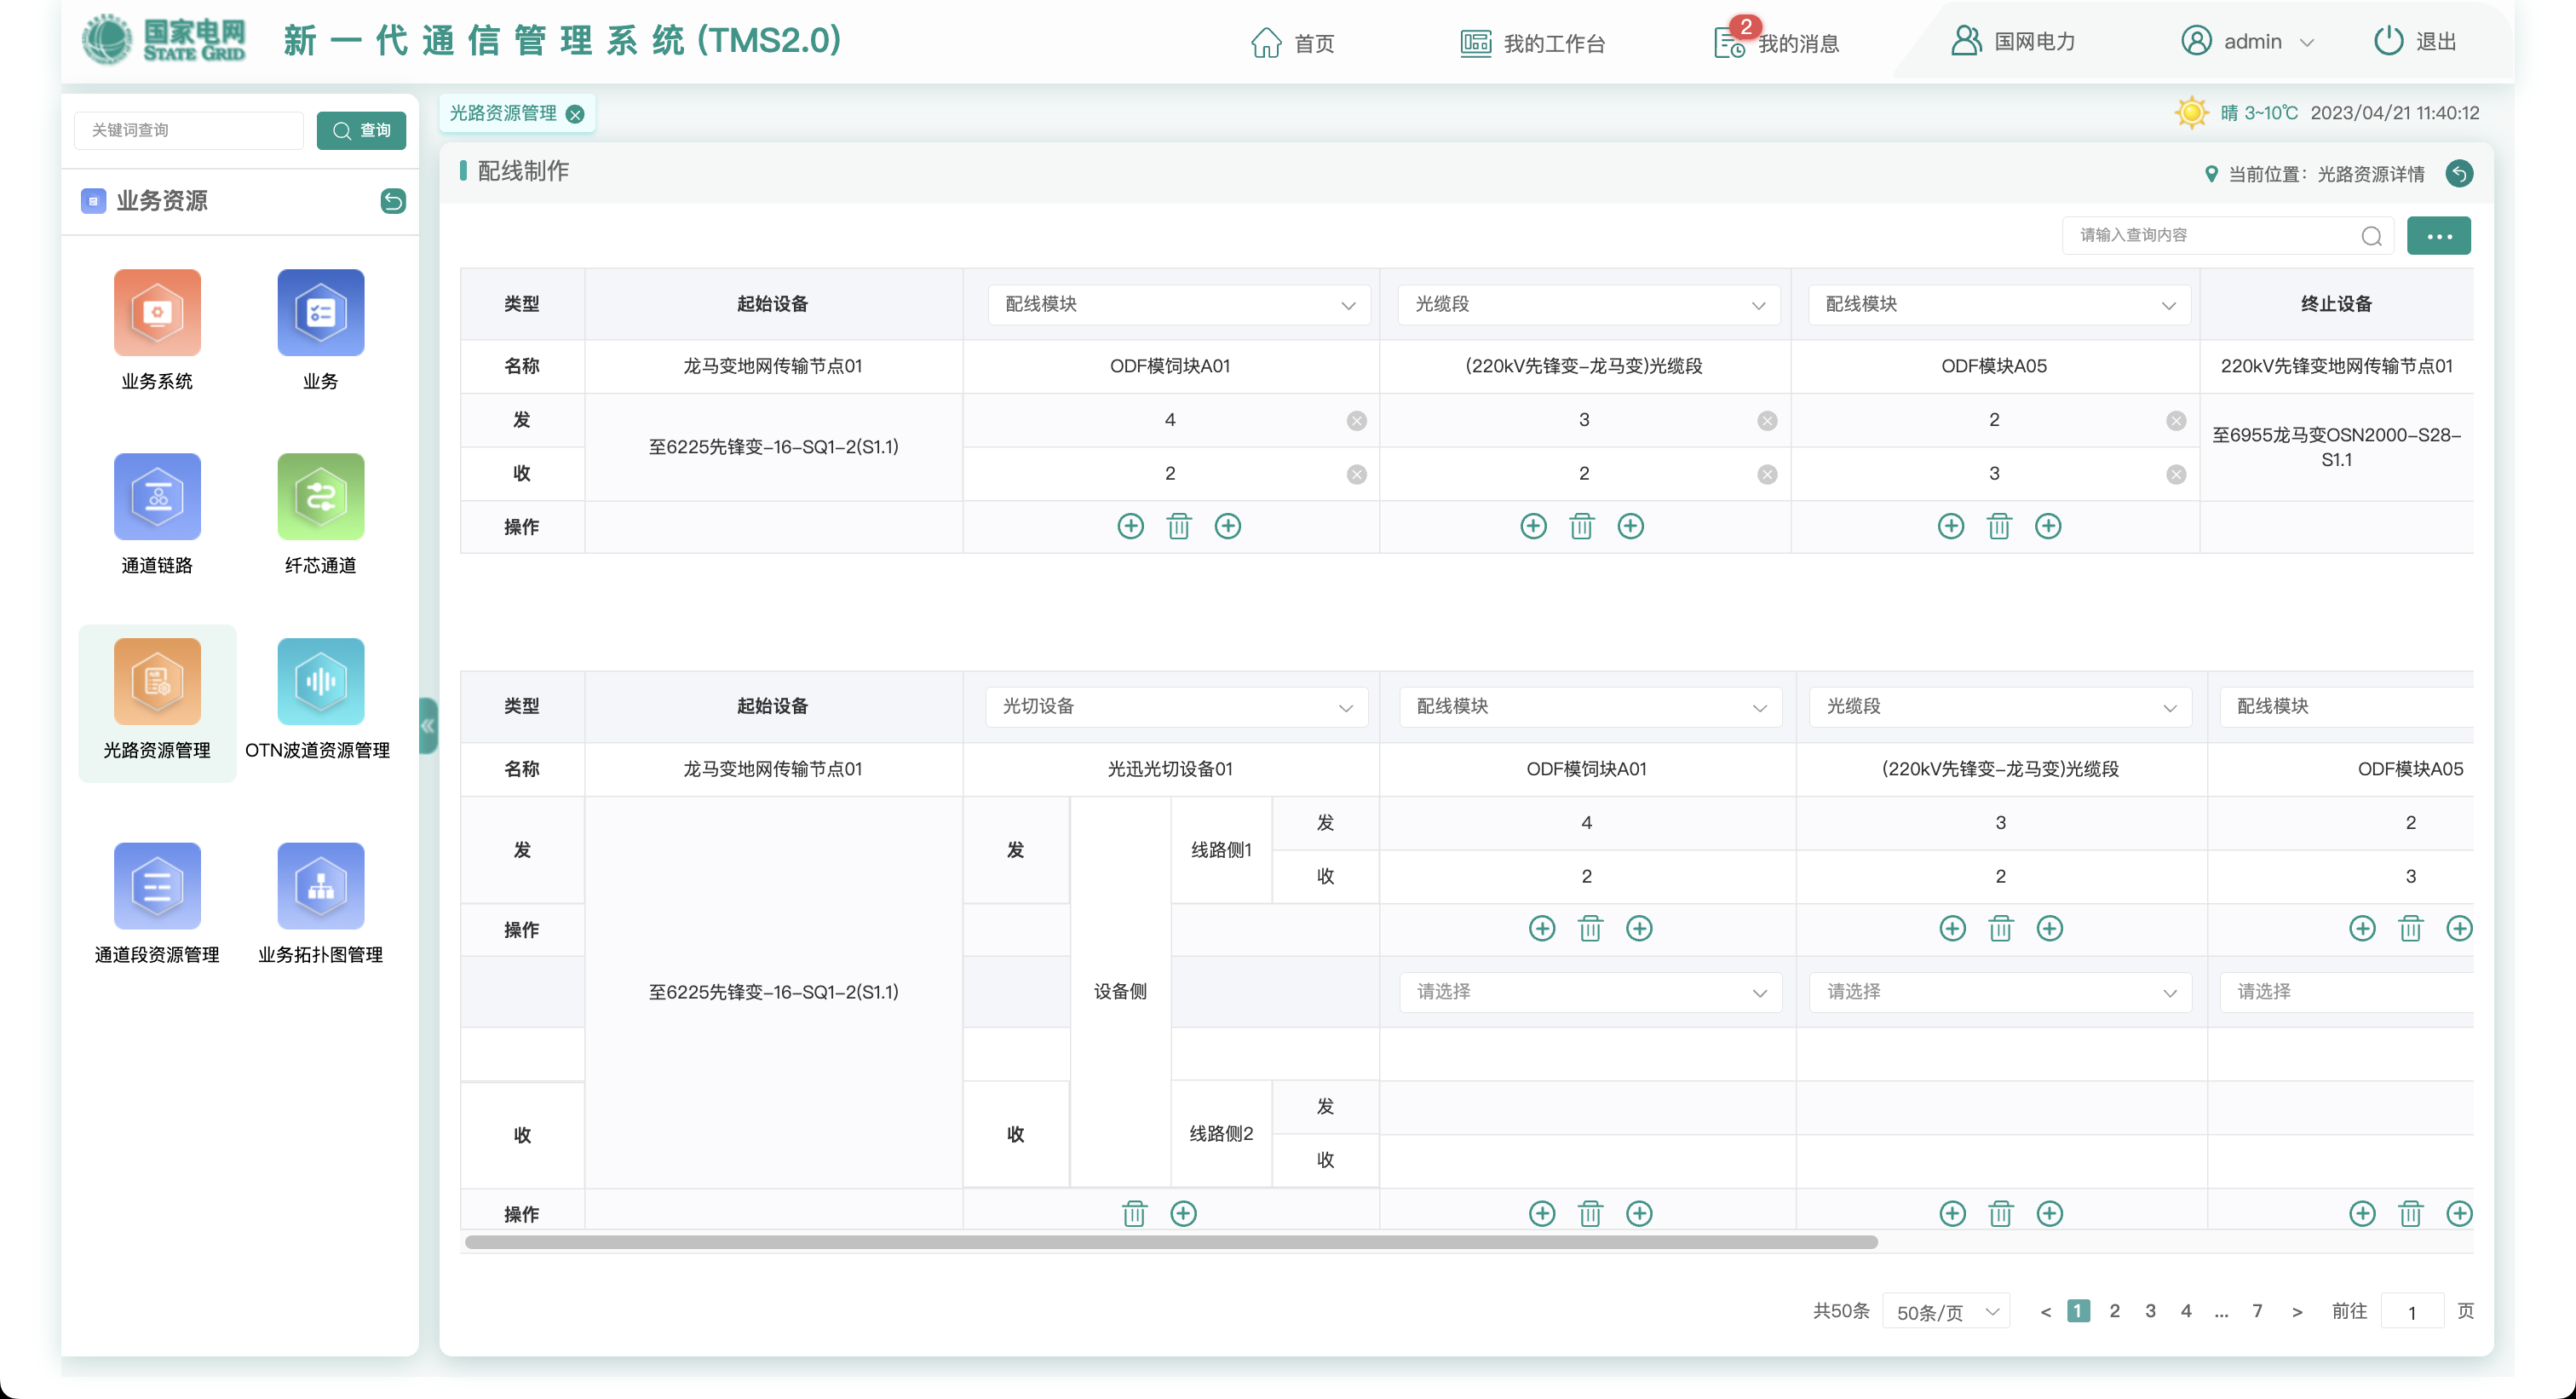 国家电网
STATE GRID
新一代通信管理系统(TMS2.0)
首页
我的工作台
2
我的消息
国网电力
admin
退出
关键词查询
查询
业务资源
业务系统
业务
通道链路
纤芯通道
光路资源管理
OTN波道资源管理
通道段资源管理
业务拓扑图管理
光路资源管理
晴 3~10℃ 2023/04/21 11:40:12
配线制作
当前位置：光路资源详情
请输入查询内容
类型 起始设备 配线模块 光缆段 配线模块 终止设备
名称 龙马变地网传输节点01 ODF模饲块A01 (220kV先锋变-龙马变)光缆段 ODF模块A05 220kV先锋变地网传输节点01
发 4 3 2
至6225先锋变-16-SQ1-2(S1.1)
至6955龙马变OSN2000-S28-
S1.1
收 2 2 3
操作
类型 起始设备 光切设备 配线模块 光缆段 配线模块
名称 龙马变地网传输节点01 光迅光切设备01 ODF模饲块A01 (220kV先锋变-龙马变)光缆段 ODF模块A05
发 发 线路侧1 发 4 3 2
收 2 2 3
操作
至6225先锋变-16-SQ1-2(S1.1) 设备侧 请选择 请选择 请选择
收 收 线路侧2 发
收
操作
共50条 50条/页 < 1 2 3 4 ... 7 > 前往 1 页